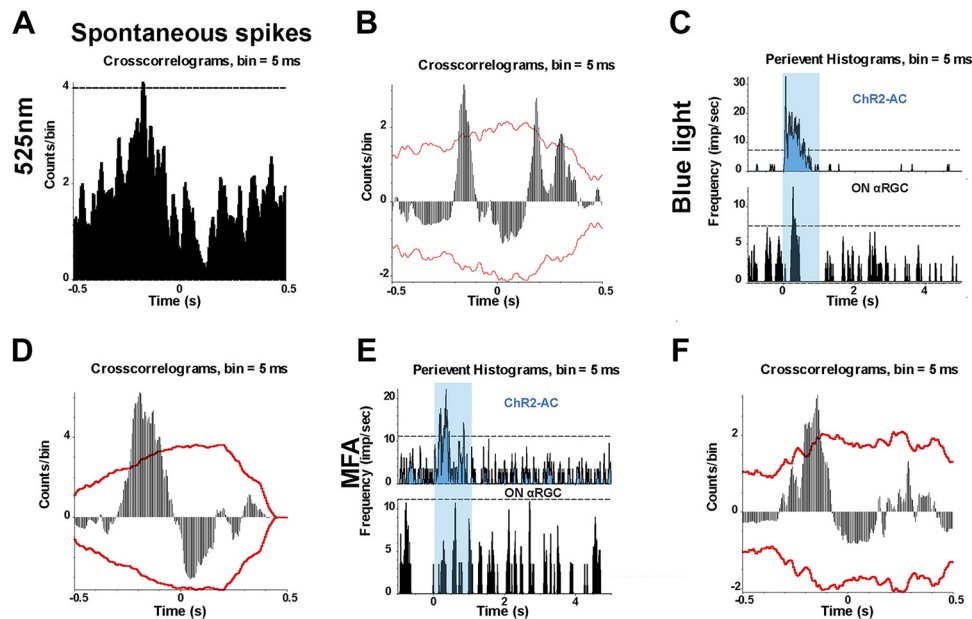 A
Spontaneous spikes
Crosscorrelograms, bin = 5 ms
525nm
Counts/bin
4
2
0
-0.5
0
0.5
Time (s)
B
Crosscorrelograms, bin = 5 ms
Counts/bin
2
0
-2
-0.5
0
0.5
Time (s)
C
Perievent Histograms, bin = 5 ms
Blue light
Frequency (imp/sec)
ChR2-AC
30
20
10
0
ON αRGC
10
5
0
0
2
4
Time (s)
D
Crosscorrelograms, bin = 5 ms
Counts/bin
4
0
-0.5
0
0.5
Time (s)
E
Perievent Histograms, bin = 5 ms
MFA
Frequency (imp/sec)
ChR2-AC
20
10
0
ON αRGC
10
5
0
0
2
4
Time (s)
F
Crosscorrelograms, bin = 5 ms
Counts/bin
2
0
-2
-0.5
0
0.5
Time (s)